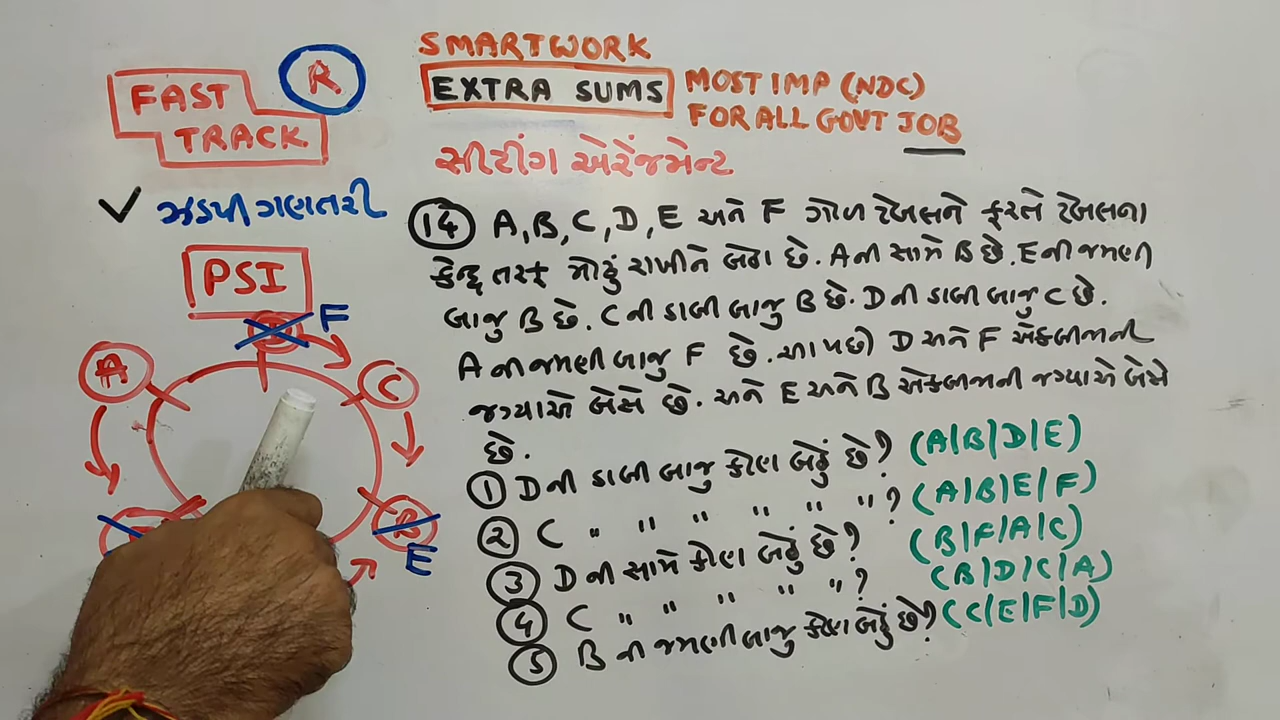 SMARTWORK
FAST
TRACK
R
EXTRA SUMS
MOST IMP (NDC)
FOR ALL GOVT JOB
સીટીંગ એરેંજમેન્ટ
✓ ઝડપી ગણતરી
PSI
(14) A, B, C, D, E અને F ગોળ ટેબલને ફરતે ટેબલના
કેન્દ્ર તરફ મોઢું રાખીને બેઠા છે. A ની સામે B છે. E ની જમણી
બાજુ B છે. C ની ડાબી બાજુ B છે. D ની ડાબી બાજુ C છે.
A ની જમણી બાજુ F છે. આ પછી D અને F એકબીજાની
જગ્યાએ બેસે છે. અને E અને B એકબીજાની જગ્યાએ બેસે
છે.
(1) D ની ડાબી બાજુ કોણ બેઠું છે? (A|B|D|E)
(2) C " " " " "? (A|B|E|F)
(3) D ની સામે કોણ બેઠું છે? (B|F|A|C)
(4) C " " " "? (B|D|C|A)
(5) B ની જમણી બાજુ કોણ બેઠું છે? (C|E|F|D)
F
A
C
B
E